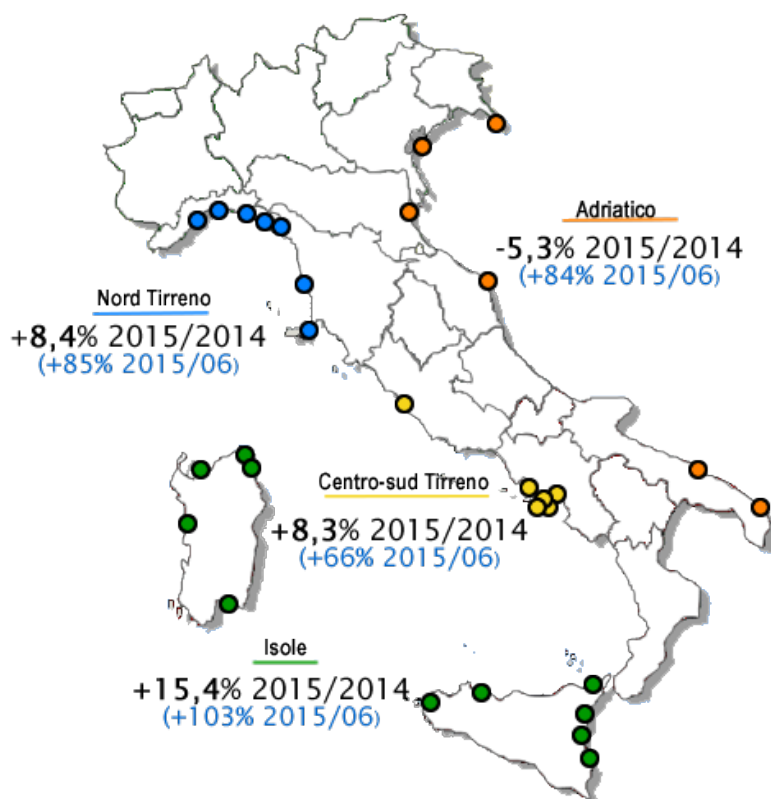 Adriatico
-5,3% 2015/2014
(+84% 2015/06)
Nord Tirreno
+8,4% 2015/2014
(+85% 2015/06)
Centro-sud Tirreno
+8,3% 2015/2014
(+66% 2015/06)
Isole
+15,4% 2015/2014
(+103% 2015/06)